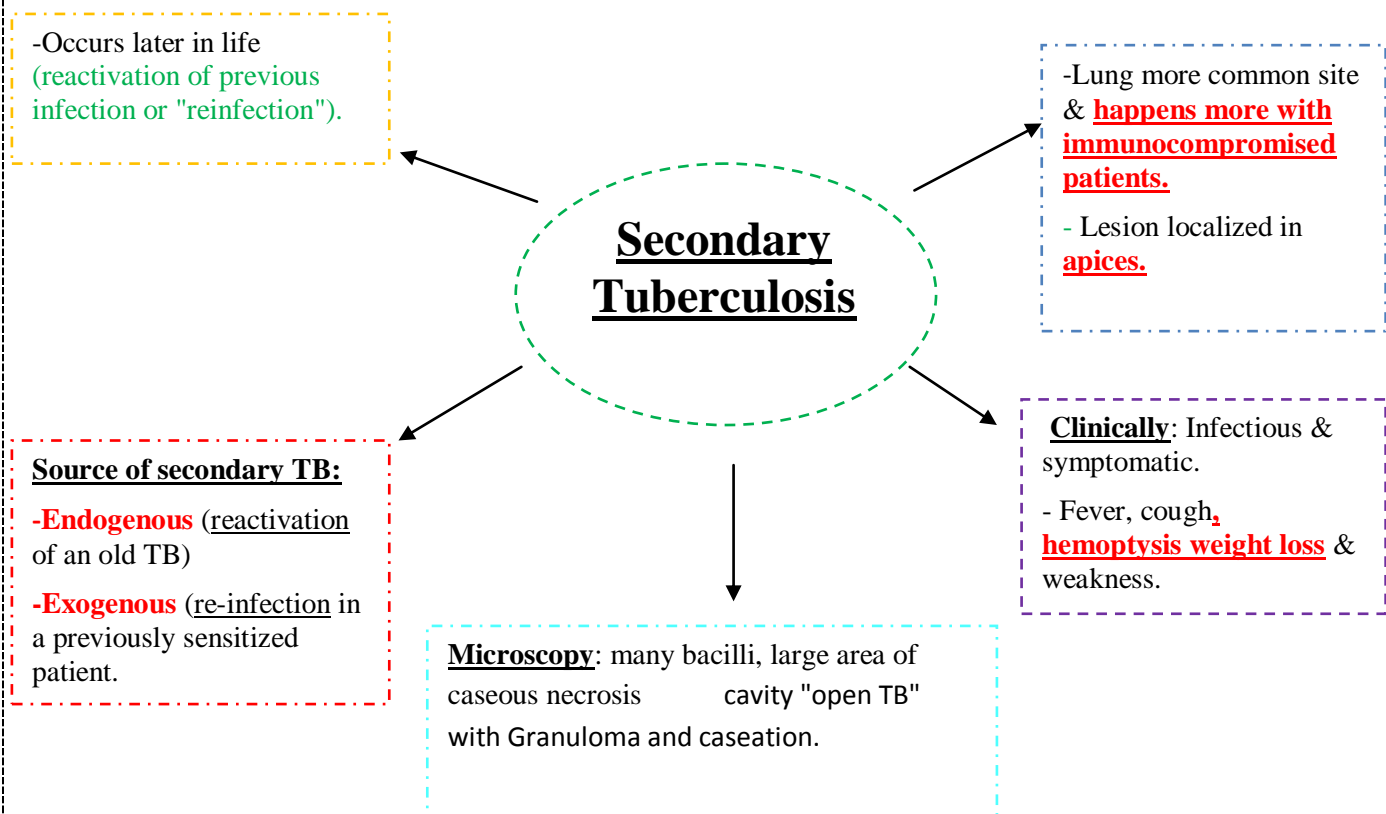 -Occurs later in life
(reactivation of previous
infection or "reinfection").
-Lung more common site
& happens more with
immunocompromised
patients.
- Lesion localized in
apices.
Secondary
Tuberculosis
Source of secondary TB:
-Endogenous (reactivation
of an old TB)
-Exogenous (re-infection in
a previously sensitized
patient.
Clinically: Infectious &
symptomatic.
- Fever, cough,
hemoptysis weight loss &
weakness.
Microscopy: many bacilli, large area of
caseous necrosis cavity "open TB"
with Granuloma and caseation.